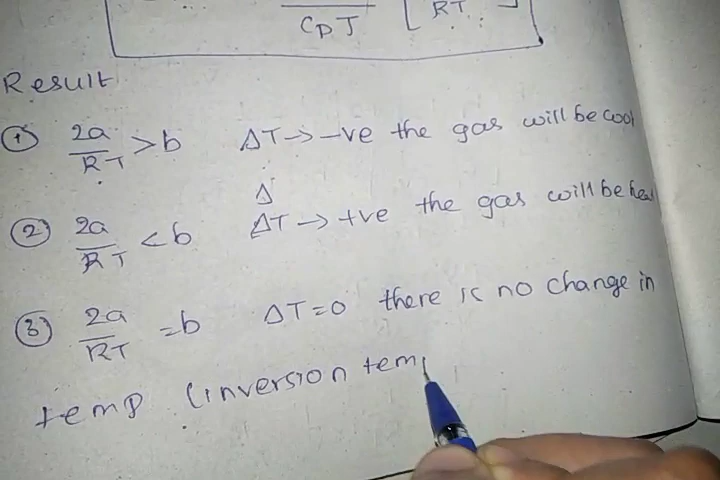 CpJ [ RT ]
Result
① 2a/RT > b ΔT → -ve the gas will be cool
Δ
② 2a/RT < b ΔT → +ve the gas will be hea
③ 2a/RT = b ΔT = 0 there is no change in
temp (inversion tem